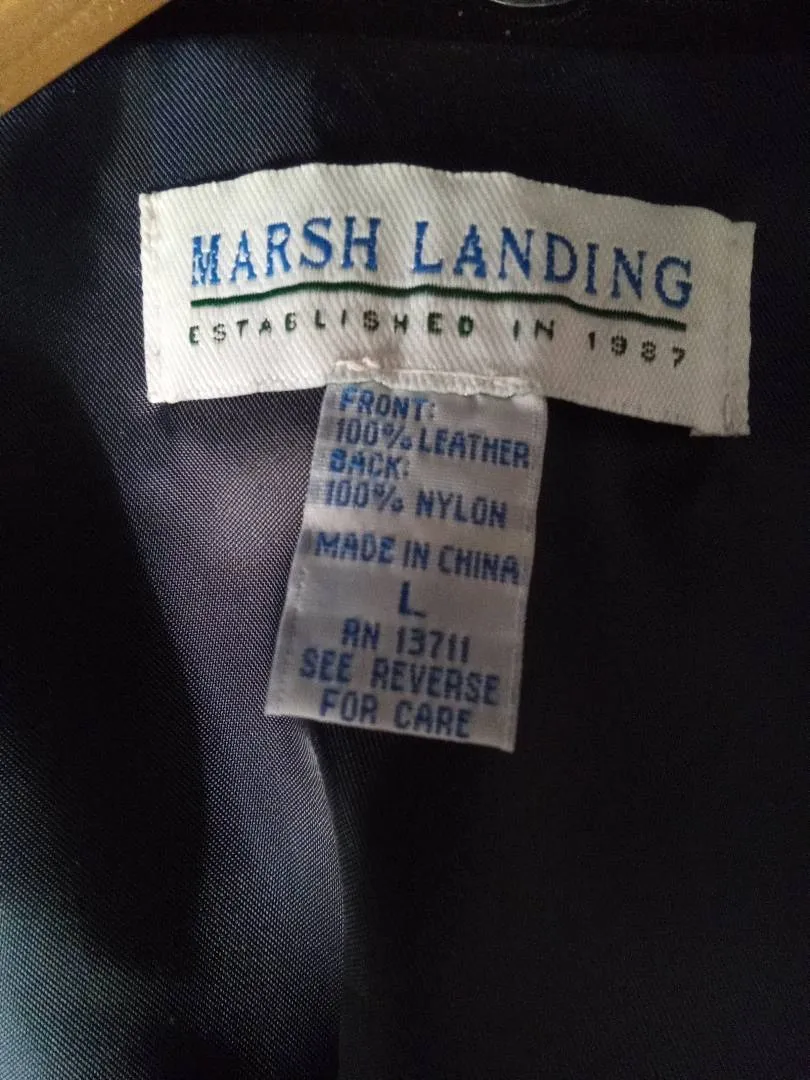 MARSH LANDING
ESTABLISHED IN 1987
FRONT:
100% LEATHER
BACK:
100% NYLON
MADE IN CHINA
L
RN 13711
SEE REVERSE
FOR CARE